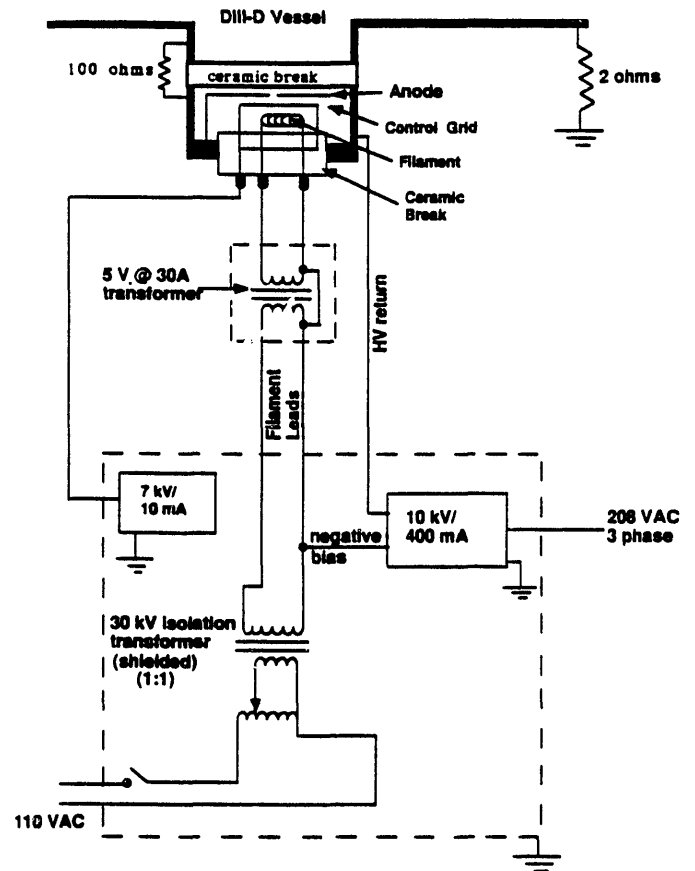 DIII-D Vessel
100 ohms
ceramic break
2 ohms
Anode
Control Grid
Filament
Ceramic
Break
5 V. @ 30A
transformer
HV return
Filament
Leads
7 kV/
10 mA
10 kV/
400 mA
208 VAC
3 phase
negative
bias
30 kV isolation
transformer
(shielded)
(1:1)
110 VAC